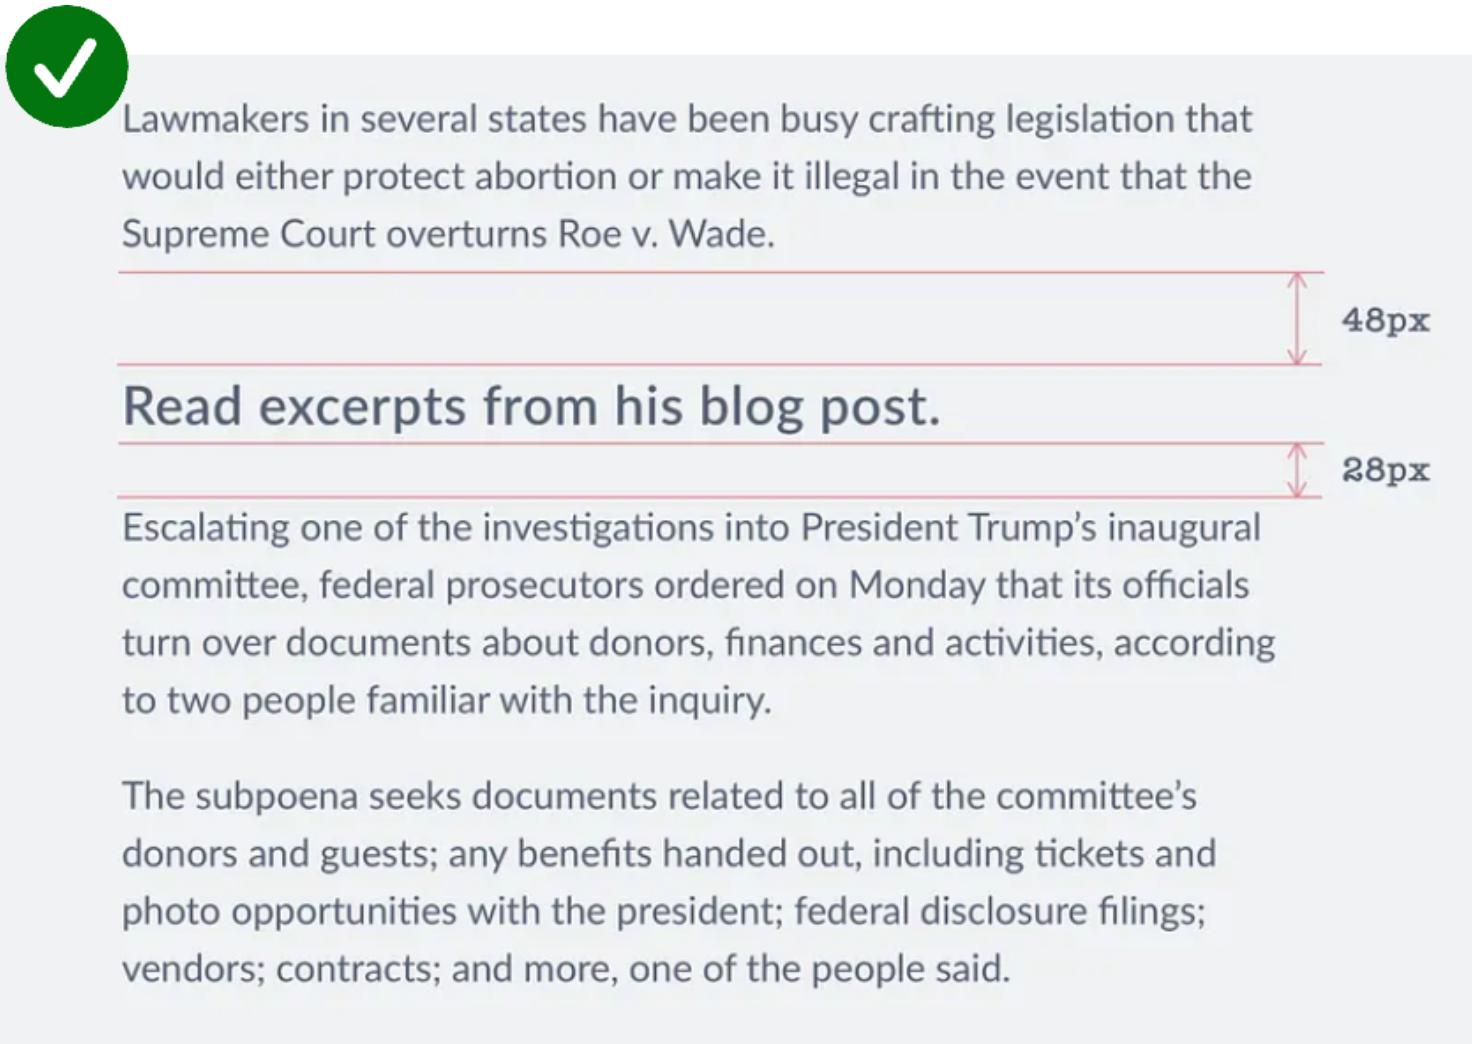 Lawmakers in several states have been busy crafting legislation that
would either protect abortion or make it illegal in the event that the
Supreme Court overturns Roe v. Wade.
48px
Read excerpts from his blog post.
28px
Escalating one of the investigations into President Trump’s inaugural
committee, federal prosecutors ordered on Monday that its officials
turn over documents about donors, finances and activities, according
to two people familiar with the inquiry.
The subpoena seeks documents related to all of the committee’s
donors and guests; any benefits handed out, including tickets and
photo opportunities with the president; federal disclosure filings;
vendors; contracts; and more, one of the people said.